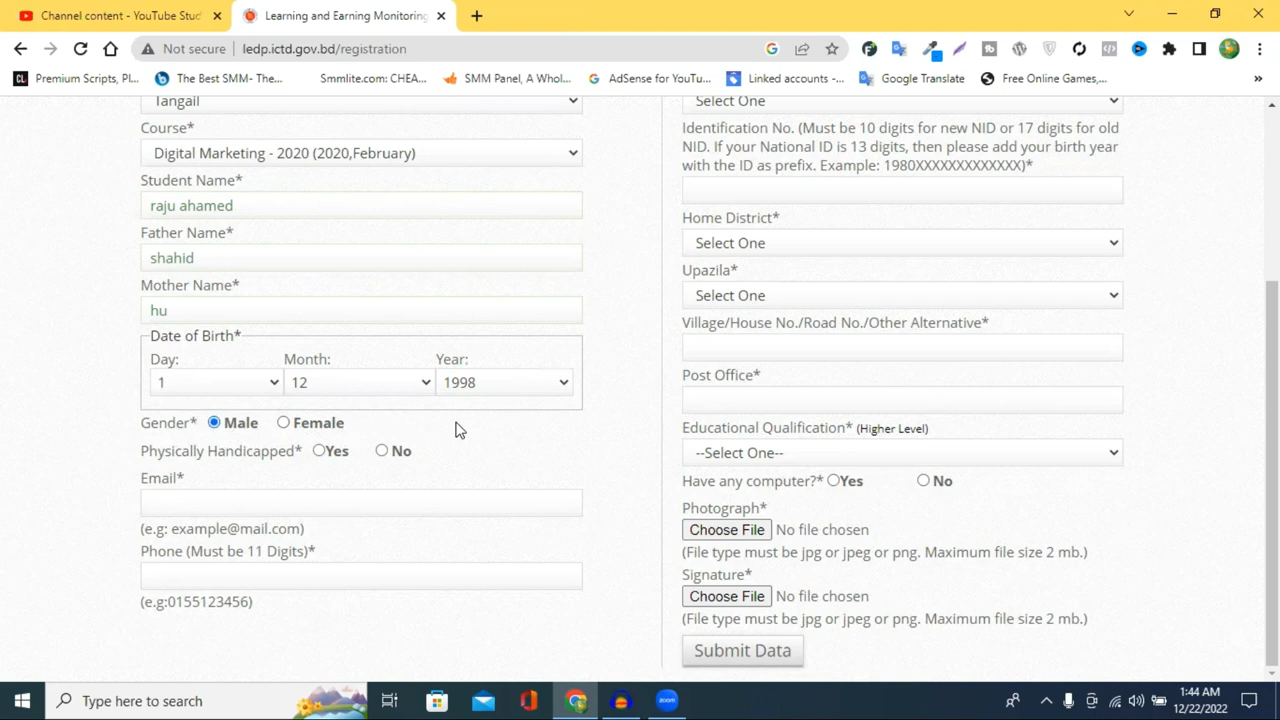 Channel content - YouTube Stud
Learning and Earning Monitoring
Not secure
ledp.ictd.gov.bd/registration
Premium Scripts, Pl...
The Best SMM- The...
Smmlite.com: CHEA...
SMM Panel, A Whol...
AdSense for YouTu...
Linked accounts -...
Google Translate
Free Online Games,...
»
Tangail
Course*
Digital Marketing - 2020 (2020,February)
Student Name*
raju ahamed
Father Name*
shahid
Mother Name*
hu
Date of Birth*
Day:
Month:
Year:
1
12
1998
Gender*
Male
Female
Physically Handicapped*
Yes
No
Email*
(e.g: example@mail.com)
Phone (Must be 11 Digits)*
(e.g:0155123456)
Select One
Identification No. (Must be 10 digits for new NID or 17 digits for old
NID. If your National ID is 13 digits, then please add your birth year
with the ID as prefix. Example: 1980XXXXXXXXXXXXX)*
Home District*
Select One
Upazila*
Select One
Village/House No./Road No./Other Alternative*
Post Office*
Educational Qualification* (Higher Level)
--Select One--
Have any computer?*
Yes
No
Photograph*
Choose File No file chosen
(File type must be jpg or jpeg or png. Maximum file size 2 mb.)
Signature*
Choose File No file chosen
(File type must be jpg or jpeg or png. Maximum file size 2 mb.)
Submit Data
Type here to search
zoom
1:44 AM
12/22/2022